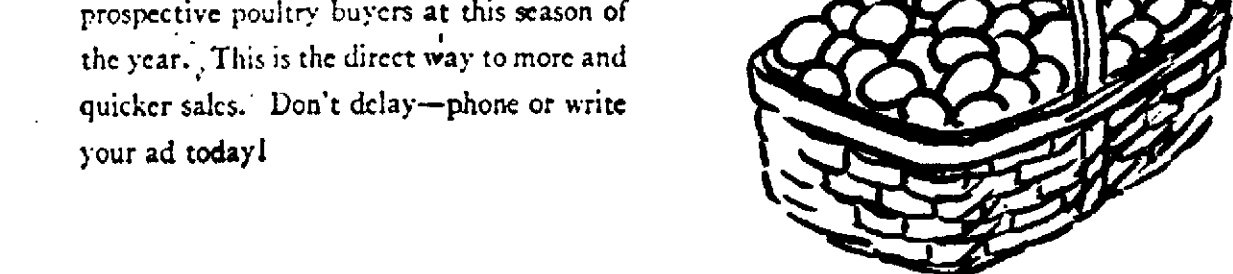 prospective poultry buyers at this season of
the year. This is the direct way to more and
quicker sales. Don't delay—phone or write
your ad today!